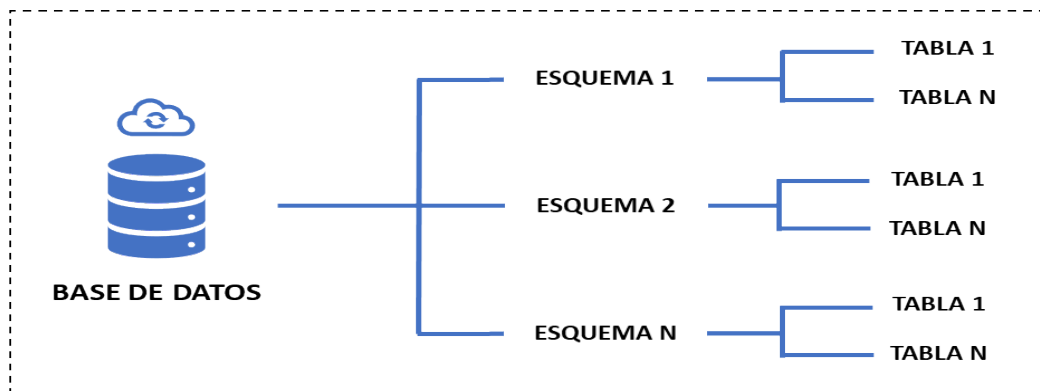 TABLA 1
ESQUEMA 1
TABLA N
TABLA 1
ESQUEMA 2
TABLA N
BASE DE DATOS
TABLA 1
ESQUEMA N
TABLA N